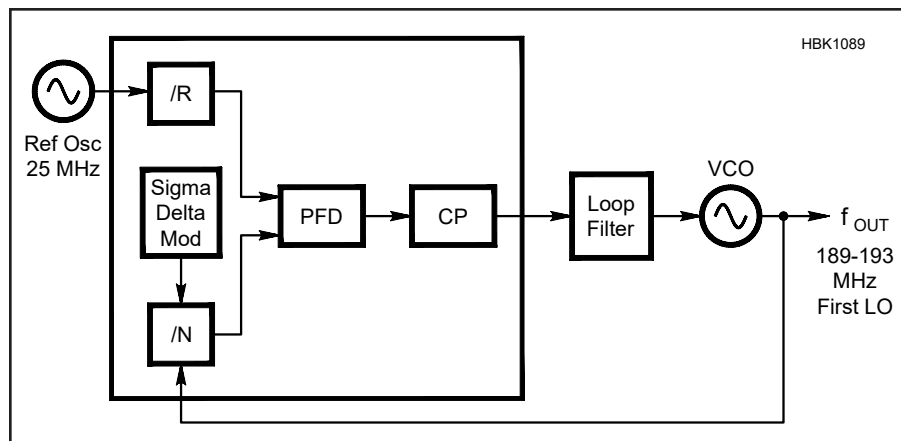 HBK1089
Ref Osc
25 MHz
/R
Sigma
Delta
Mod
/N
PFD
CP
Loop
Filter
VCO
f OUT
189-193
MHz
First LO